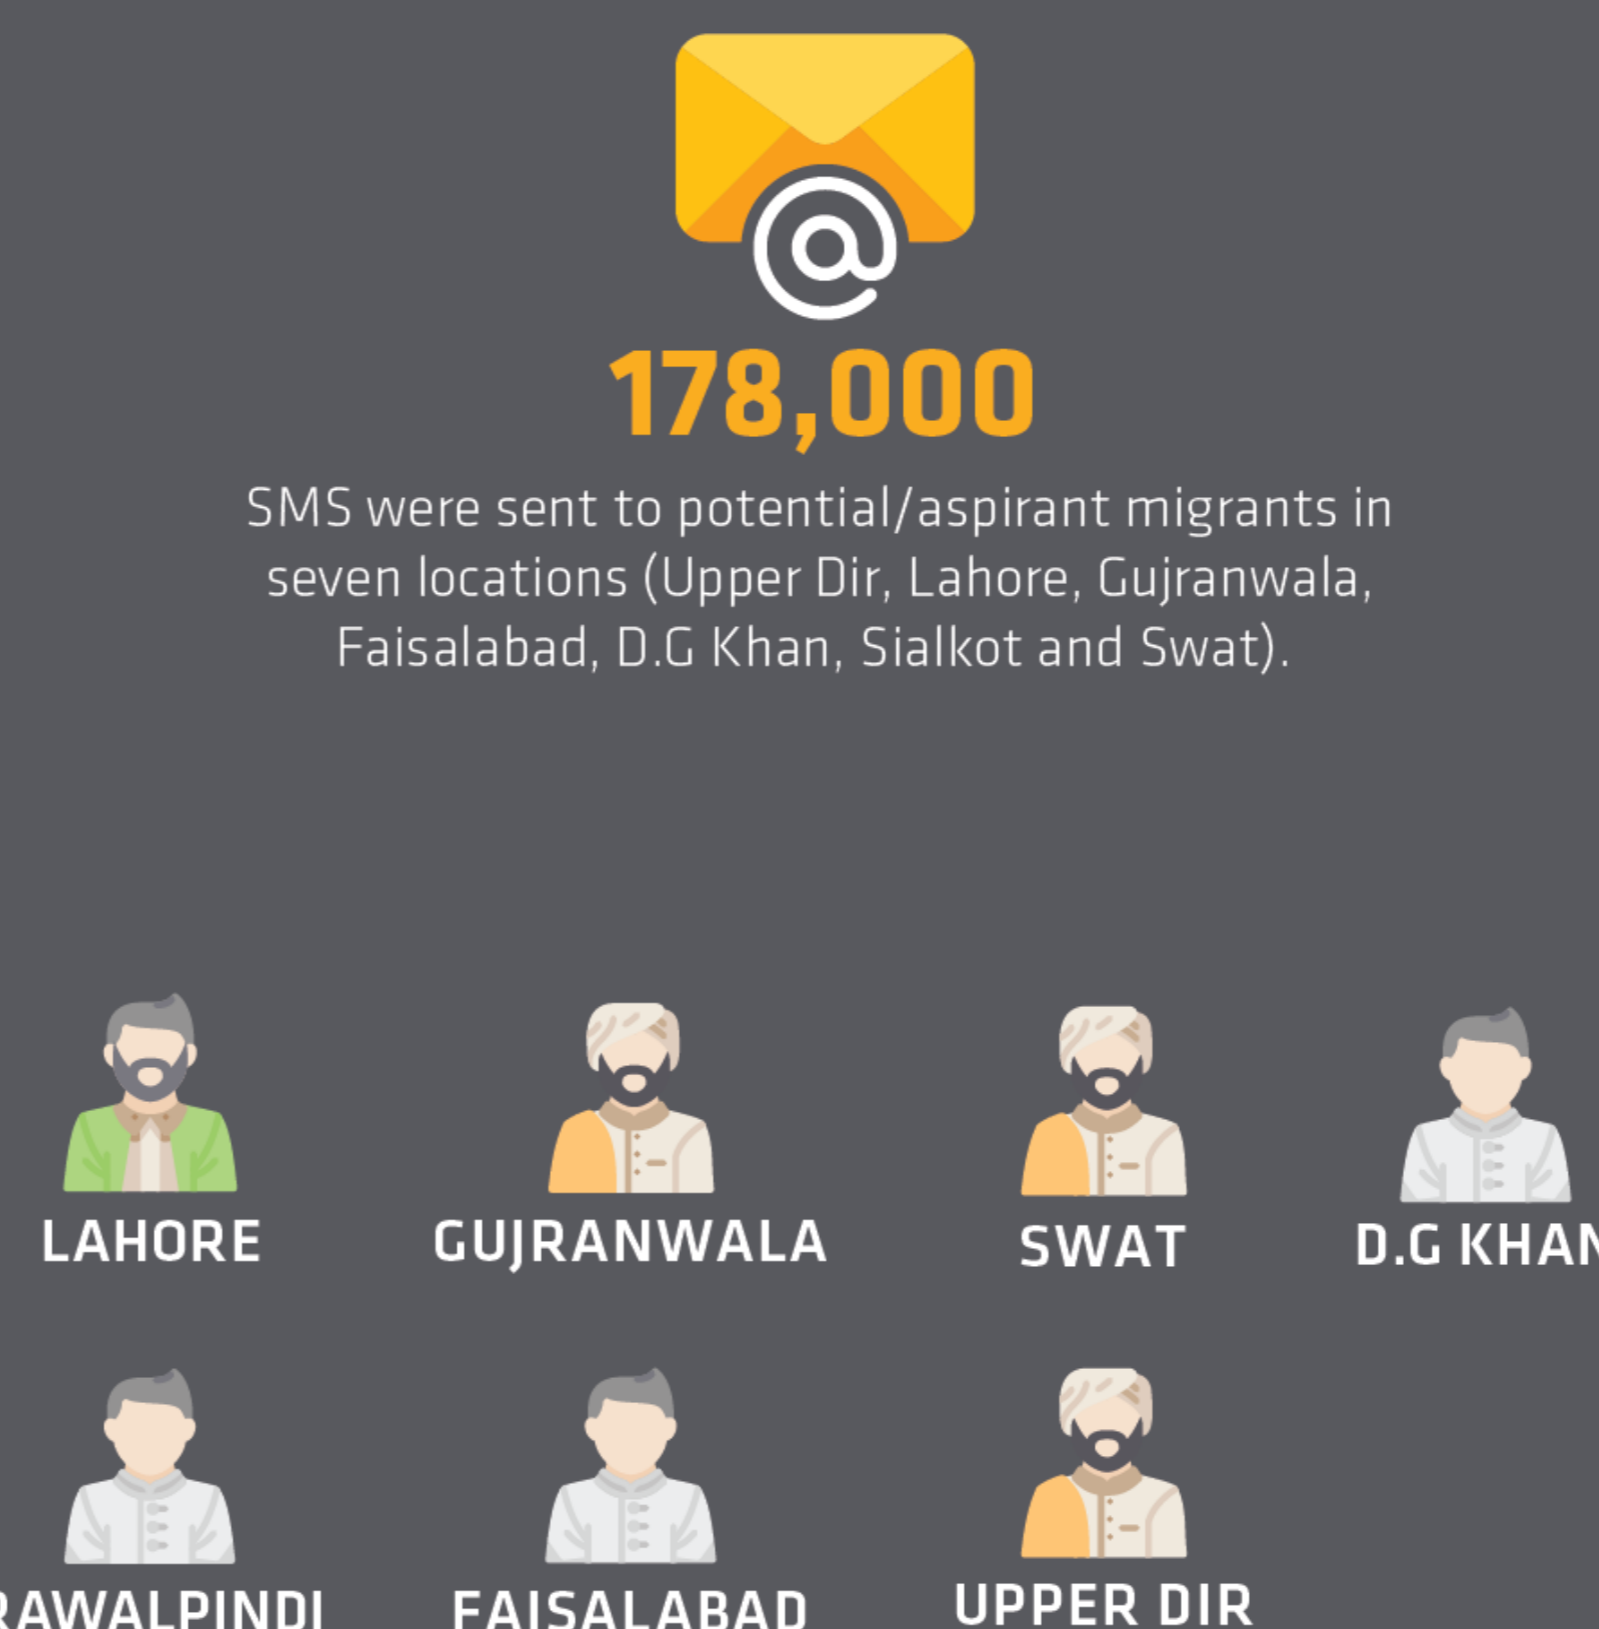 @
178,000
SMS were sent to potential/aspirant migrants in
seven locations (Upper Dir, Lahore, Gujranwala,
Faisalabad, D.G Khan, Sialkot and Swat).
LAHORE GUJRANWALA SWAT D.G KHAN
RAWALPINDI FAISALABAD UPPER DIR